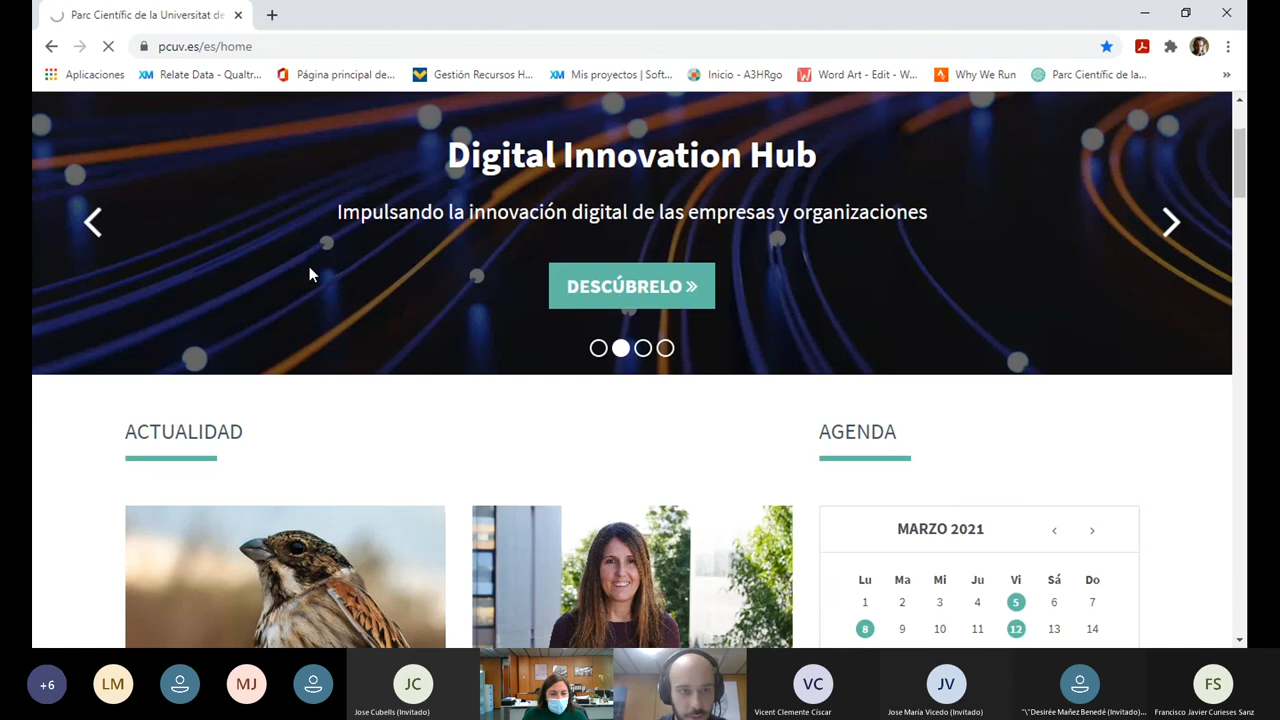 Parc Científic de la Universitat de
pcuv.es/es/home
Aplicaciones
XM Relate Data - Qualtr...
Página principal de...
Gestión Recursos H...
XM Mis proyectos | Soft...
Inicio - A3HRgo
W Word Art - Edit - W...
Why We Run
Parc Científic de la...
»
Digital Innovation Hub
Impulsando la innovación digital de las empresas y organizaciones
DESCÚBRELO »
ACTUALIDAD
AGENDA
MARZO 2021
< >
Lu Ma Mi Ju Vi Sá Do
1 2 3 4 5 6 7
8 9 10 11 12 13 14
+6
LM
MJ
JC
VC
JV
FS
Jose Cubells (Invitado)
Vicent Clemente Císcar
Jose María Vicedo (Invitado)
"\"Desirée Mañez Benedé (Invitado)...
Francisco Javier Curieses Sanz